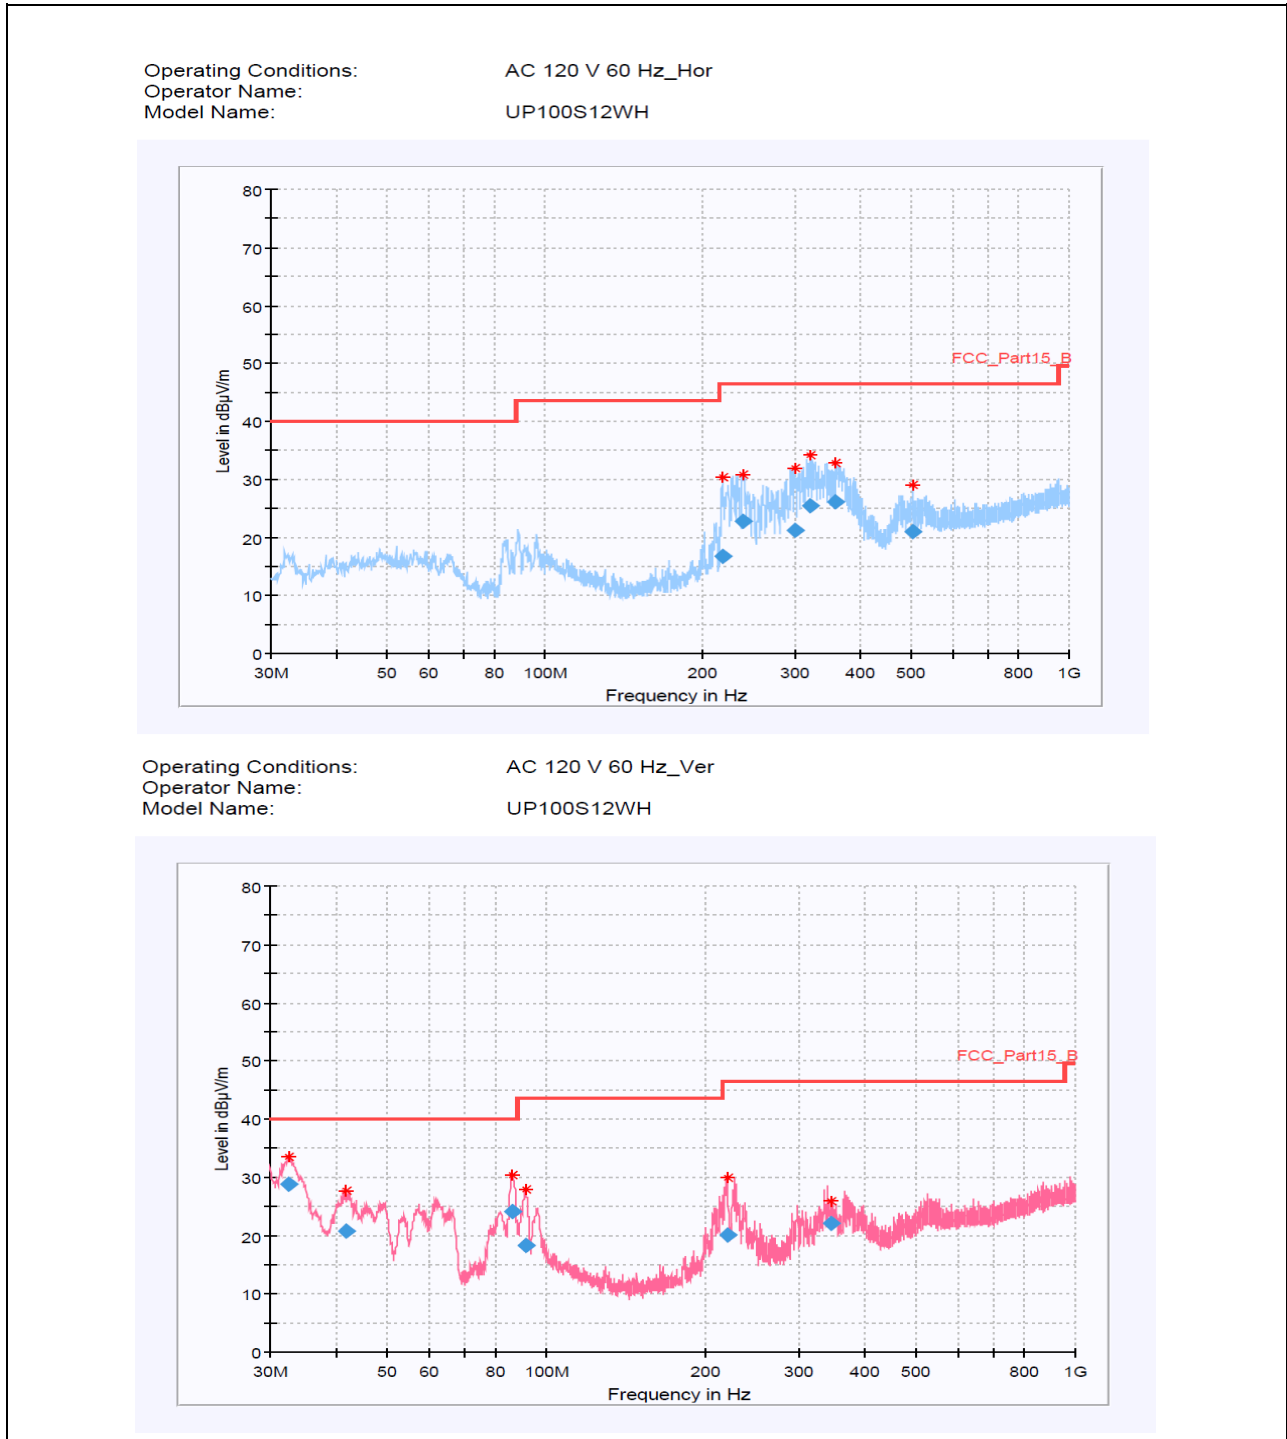 Operating Conditions: AC 120 V 60 Hz_Hor
Operator Name:
Model Name: UP100S12WH
80
70
60
50
40
30
20
10
0
Level in dBµV/m
FCC_Part15_B
30M 50 60 80 100M 200 300 400 500 800 1G
Frequency in Hz
Operating Conditions: AC 120 V 60 Hz_Ver
Operator Name:
Model Name: UP100S12WH
80
70
60
50
40
30
20
10
0
Level in dBµV/m
FCC_Part15_B
30M 50 60 80 100M 200 300 400 500 800 1G
Frequency in Hz